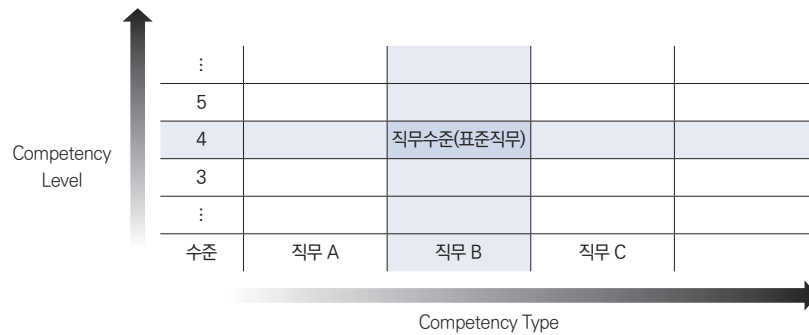 Competency
Level
⋮
5
4 직무수준(표준직무)
3
⋮
수준 직무 A 직무 B 직무 C
Competency Type